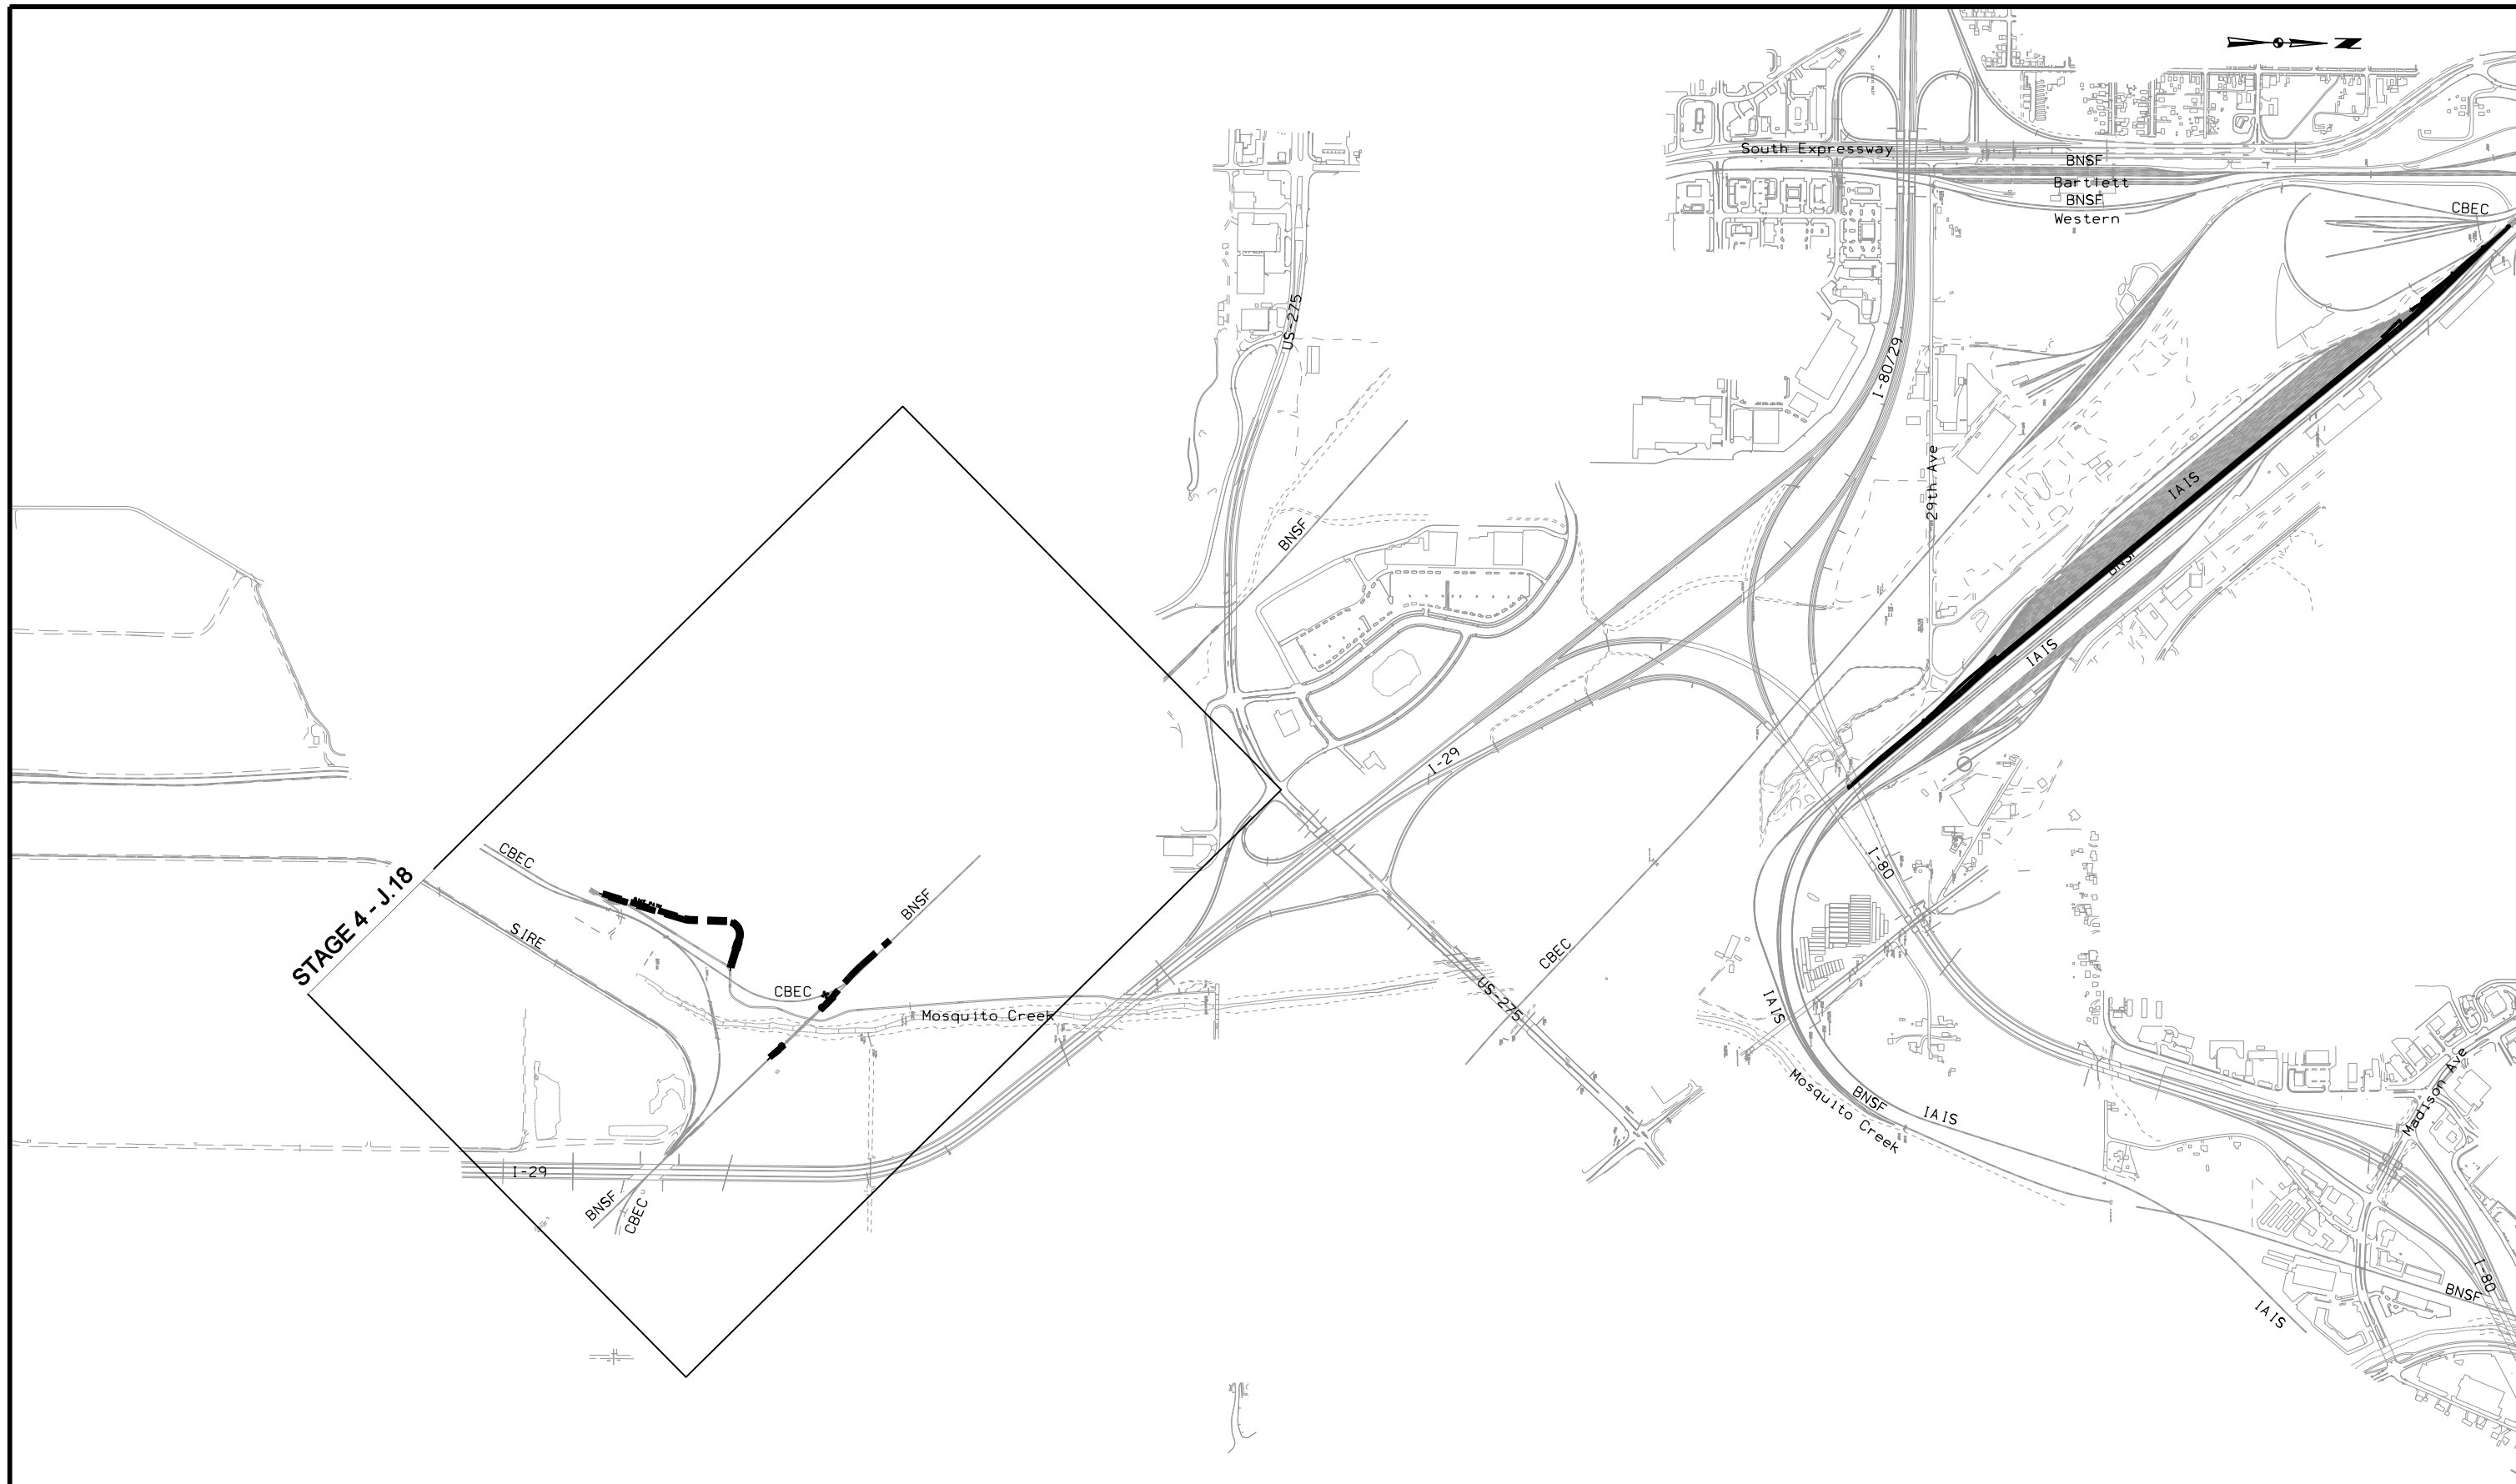 N
South Expressway
BNSF
Bartlett
BNSF
Western
CBEC
US-275
I-80/29
29th Ave
IAIS
BNSF
BNSF
IAIS
I-29
CBEC
STAGE 4 - J.18
SIRE
BNSF
I-80
CBEC
CBEC
Mosquito Creek
US-275
IAIS
BNSF
IAIS
Mosquito Creek
Madison Ave
I-29
BNSF
CBEC
I-80
BNSF
IAIS